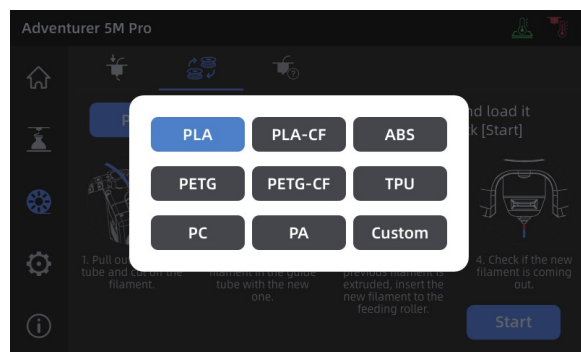 Adventurer 5M Pro
nd load it
k [Start]
PLA
PLA-CF
ABS
PETG
PETG-CF
TPU
PC
PA
Custom
1. Pull ou
tube and cut off the
filament.
filament in the guide
tube with the new
one.
previous filament is
extruded, insert the
new filament to the
feeding roller.
4. Check if the new
filament is coming
out.
Start